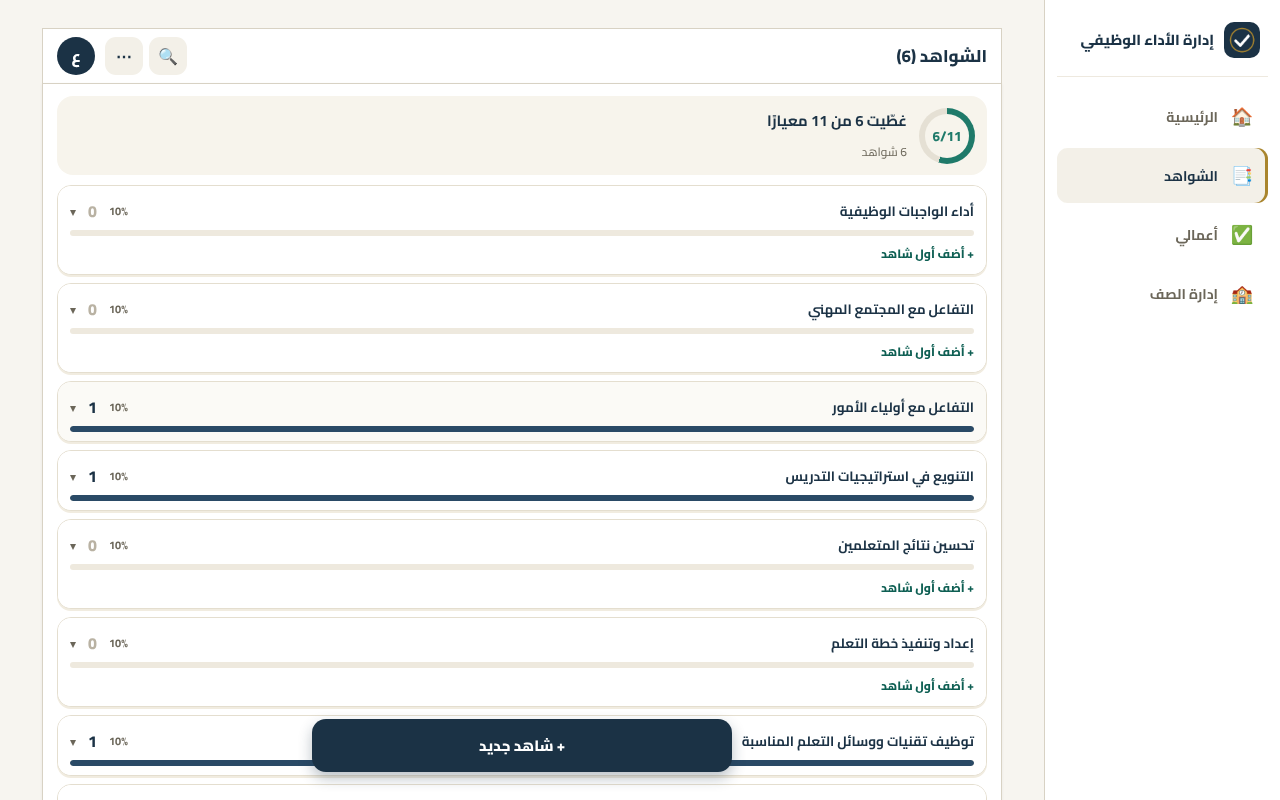 إدارة الأداء الوظيفي
الرئيسية
الشواهد
أعمالي
إدارة الصف
الشواهد (6)
ع
6/11
غطّيت 6 من 11 معيارًا
6 شواهد
أداء الواجبات الوظيفية 10% 0
+ أضف أول شاهد
التفاعل مع المجتمع المهني 10% 0
+ أضف أول شاهد
التفاعل مع أولياء الأمور 10% 1
التنويع في استراتيجيات التدريس 10% 1
تحسين نتائج المتعلمين 10% 0
+ أضف أول شاهد
إعداد وتنفيذ خطة التعلم 10% 0
+ أضف أول شاهد
توظيف تقنيات ووسائل التعلم المناسبة 10% 1
+ شاهد جديد